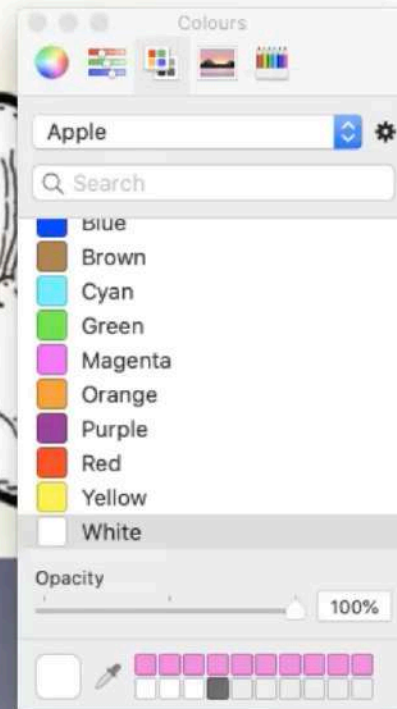 Colours
Apple
Search
Blue
Brown
Cyan
Green
Magenta
Orange
Purple
Red
Yellow
White
Opacity
100%